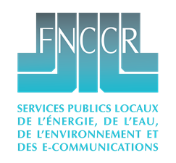 FNCCR
SERVICES PUBLICS LOCAUX
DE L'ÉNERGIE, DE L'EAU,
DE L'ENVIRONNEMENT ET
DES E-COMMUNICATIONS